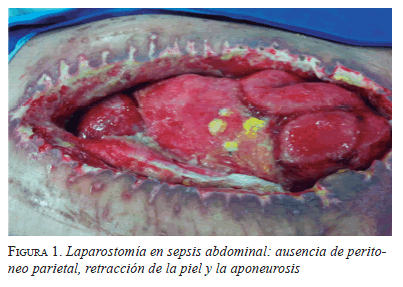 FIGURA 1. Laparostomía en sepsis abdominal: ausencia de perito-
neo parietal, retracción de la piel y la aponeurosis